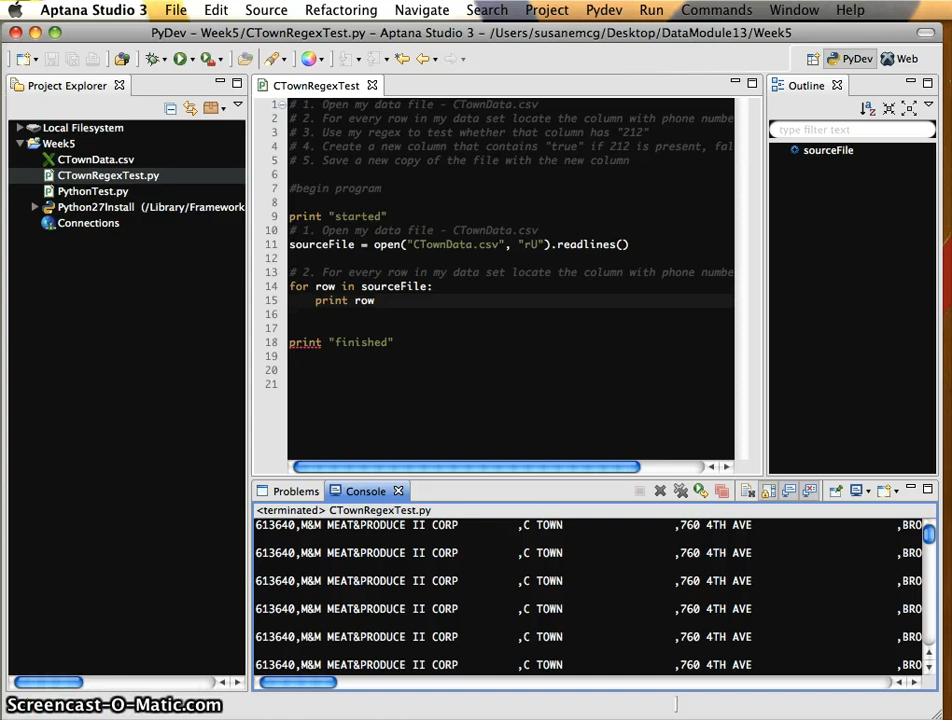 Aptana Studio 3 File Edit Source Refactoring Navigate Search Project Pydev Run Commands Window Help
PyDev - Week5/CTownRegexTest.py - Aptana Studio 3 - /Users/susanemcg/Desktop/DataModule13/Week5
PyDev Web
Project Explorer
Local Filesystem
Week5
CTownData.csv
CTownRegexTest.py
PythonTest.py
Python27Install (/Library/Framework
Connections
CTownRegexTest
1 # 1. Open my data file - CTownData.csv
2 # 2. For every row in my data set locate the column with phone numbe
3 # 3. Use my regex to test whether that column has "212"
4 # 4. Create a new column that contains "true" if 212 is present, fal
5 # 5. Save a new copy of the file with the new column
6
7 #begin program
8
9 print "started"
10 # 1. Open my data file - CTownData.csv
11 sourceFile = open("CTownData.csv", "rU").readlines()
12
13 # 2. For every row in my data set locate the column with phone numbe
14 for row in sourceFile:
15 print row
16
17
18 print "finished"
19
20
21
Outline
type filter text
sourceFile
Problems Console
<terminated> CTownRegexTest.py
613640,M&M MEAT&PRODUCE II CORP ,C TOWN ,760 4TH AVE ,BRO
613640,M&M MEAT&PRODUCE II CORP ,C TOWN ,760 4TH AVE ,BRO
613640,M&M MEAT&PRODUCE II CORP ,C TOWN ,760 4TH AVE ,BRO
613640,M&M MEAT&PRODUCE II CORP ,C TOWN ,760 4TH AVE ,BRO
613640,M&M MEAT&PRODUCE II CORP ,C TOWN ,760 4TH AVE ,BRO
613640,M&M MEAT&PRODUCE II CORP ,C TOWN ,760 4TH AVE ,BRO
Screencast-O-Matic.com